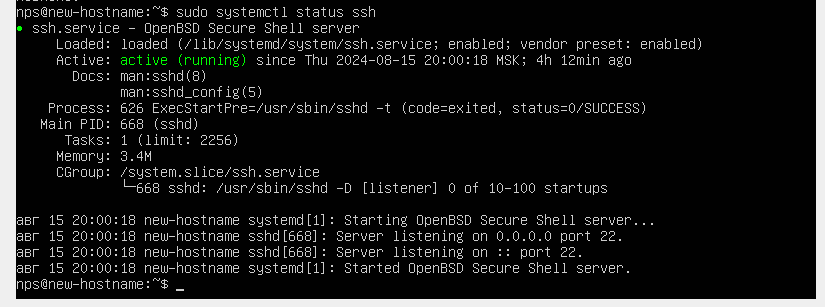 nps@new-hostname:~$ sudo systemctl status ssh
● ssh.service – OpenBSD Secure Shell server
Loaded: loaded (/lib/systemd/system/ssh.service; enabled; vendor preset: enabled)
Active: active (running) since Thu 2024-08-15 20:00:18 MSK; 4h 12min ago
Docs: man:sshd(8)
man:sshd_config(5)
Process: 626 ExecStartPre=/usr/sbin/sshd -t (code=exited, status=0/SUCCESS)
Main PID: 668 (sshd)
Tasks: 1 (limit: 2256)
Memory: 3.4M
CGroup: /system.slice/ssh.service
└─668 sshd: /usr/sbin/sshd -D [listener] 0 of 10-100 startups
авг 15 20:00:18 new-hostname systemd[1]: Starting OpenBSD Secure Shell server...
авг 15 20:00:18 new-hostname sshd[668]: Server listening on 0.0.0.0 port 22.
авг 15 20:00:18 new-hostname sshd[668]: Server listening on :: port 22.
авг 15 20:00:18 new-hostname systemd[1]: Started OpenBSD Secure Shell server.
nps@new-hostname:~$ _